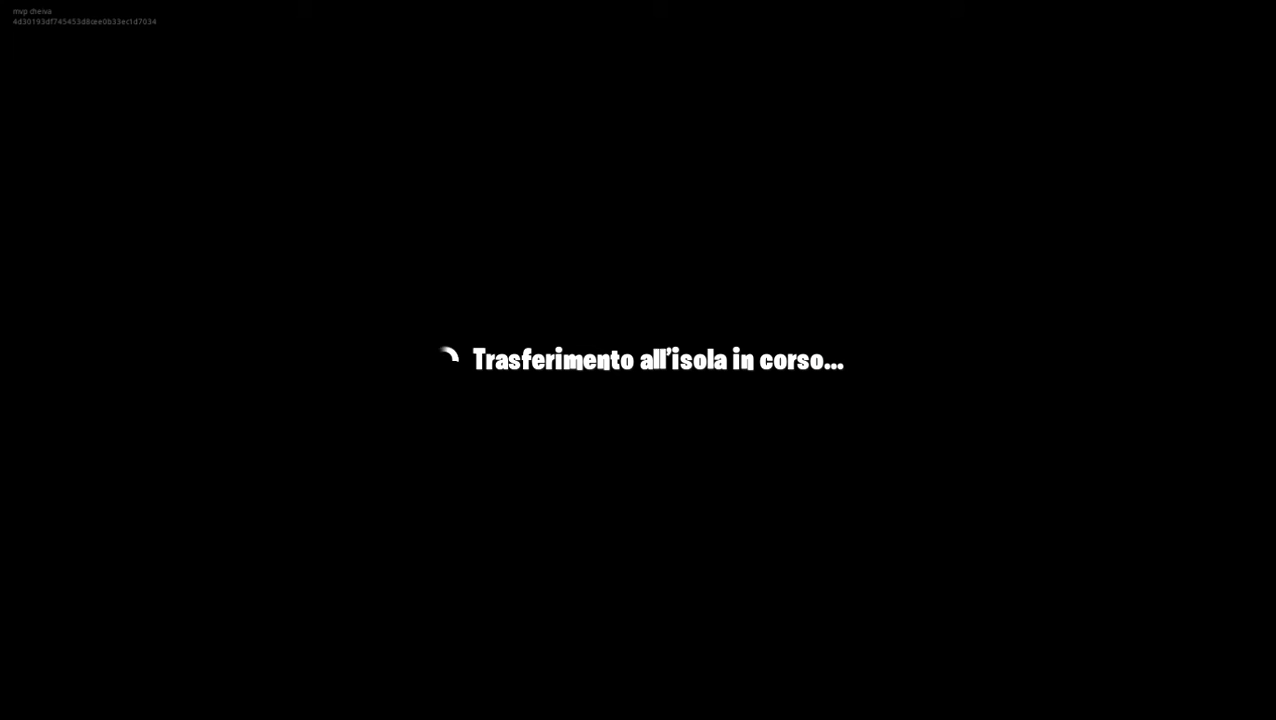 mvp cheiva
4d30193df745453d8cee0b33ec1d7034
Trasferimento all'isola in corso...